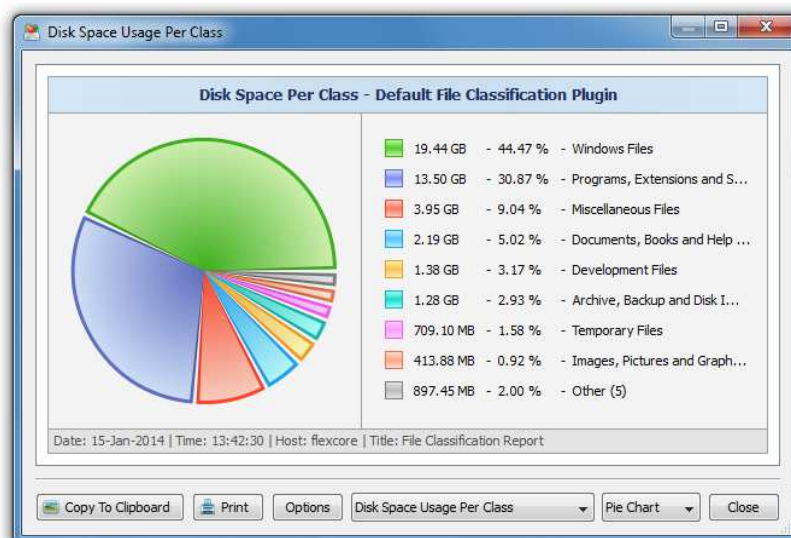 Disk Space Usage Per Class
Disk Space Per Class - Default File Classification Plugin
19.44 GB - 44.47 % - Windows Files
13.50 GB - 30.87 % - Programs, Extensions and S...
3.95 GB - 9.04 % - Miscellaneous Files
2.19 GB - 5.02 % - Documents, Books and Help ...
1.38 GB - 3.17 % - Development Files
1.28 GB - 2.93 % - Archive, Backup and Disk I...
709.10 MB - 1.58 % - Temporary Files
413.88 MB - 0.92 % - Images, Pictures and Graph...
897.45 MB - 2.00 % - Other (5)
Date: 15-Jan-2014 | Time: 13:42:30 | Host: flexcore | Title: File Classification Report
Copy To Clipboard Print Options Disk Space Usage Per Class Pie Chart Close